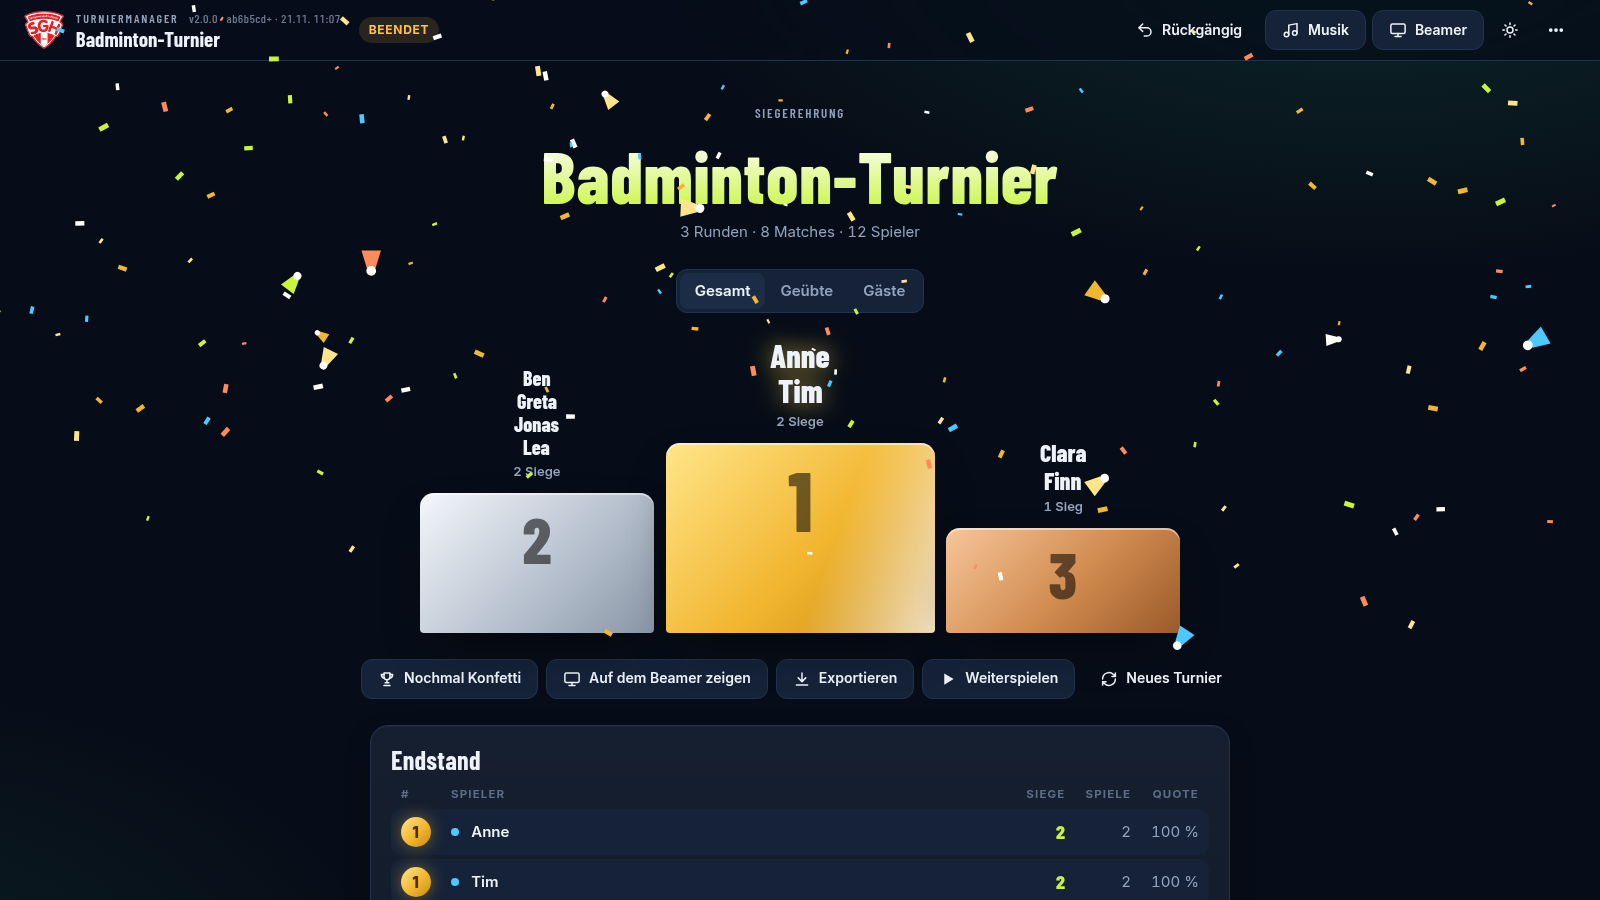 SGH
TURNIERMANAGER v2.0.0 · ab6b5cd+ · 21.11. 11:07
Badminton-Turnier
BEENDET
Rückgängig
Musik
Beamer
SIEGEREHRUNG
Badminton-Turnier
3 Runden · 8 Matches · 12 Spieler
Gesamt
Geübte
Gäste
Anne
Tim
2 Siege
Ben
Greta
Jonas
Lea
2 Siege
Clara
Finn
1 Sieg
1
2
3
Nochmal Konfetti
Auf dem Beamer zeigen
Exportieren
Weiterspielen
Neues Turnier
Endstand
# SPIELER SIEGE SPIELE QUOTE
1 Anne 2 2 100 %
1 Tim 2 2 100 %